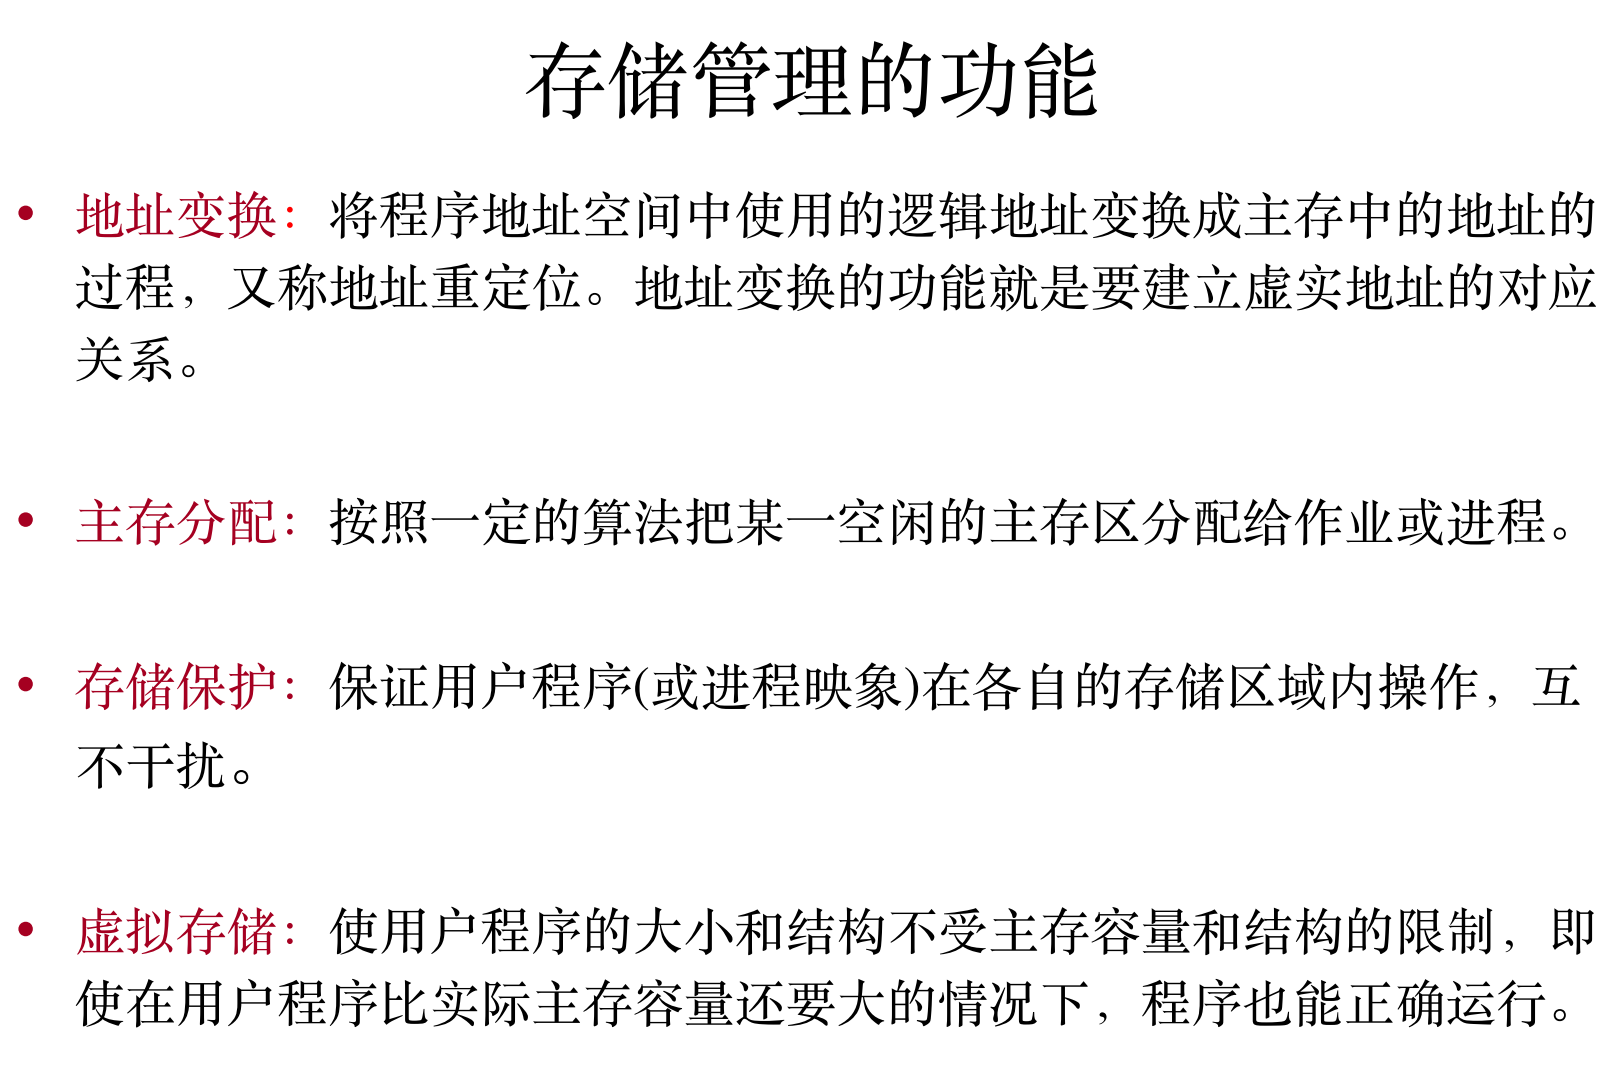 存储管理的功能
• 地址变换：将程序地址空间中使用的逻辑地址变换成主存中的地址的
过程，又称地址重定位。地址变换的功能就是要建立虚实地址的对应
关系。
• 主存分配：按照一定的算法把某一空闲的主存区分配给作业或进程。
• 存储保护：保证用户程序(或进程映象)在各自的存储区域内操作，互
不干扰。
• 虚拟存储：使用户程序的大小和结构不受主存容量和结构的限制，即
使在用户程序比实际主存容量还要大的情况下，程序也能正确运行。